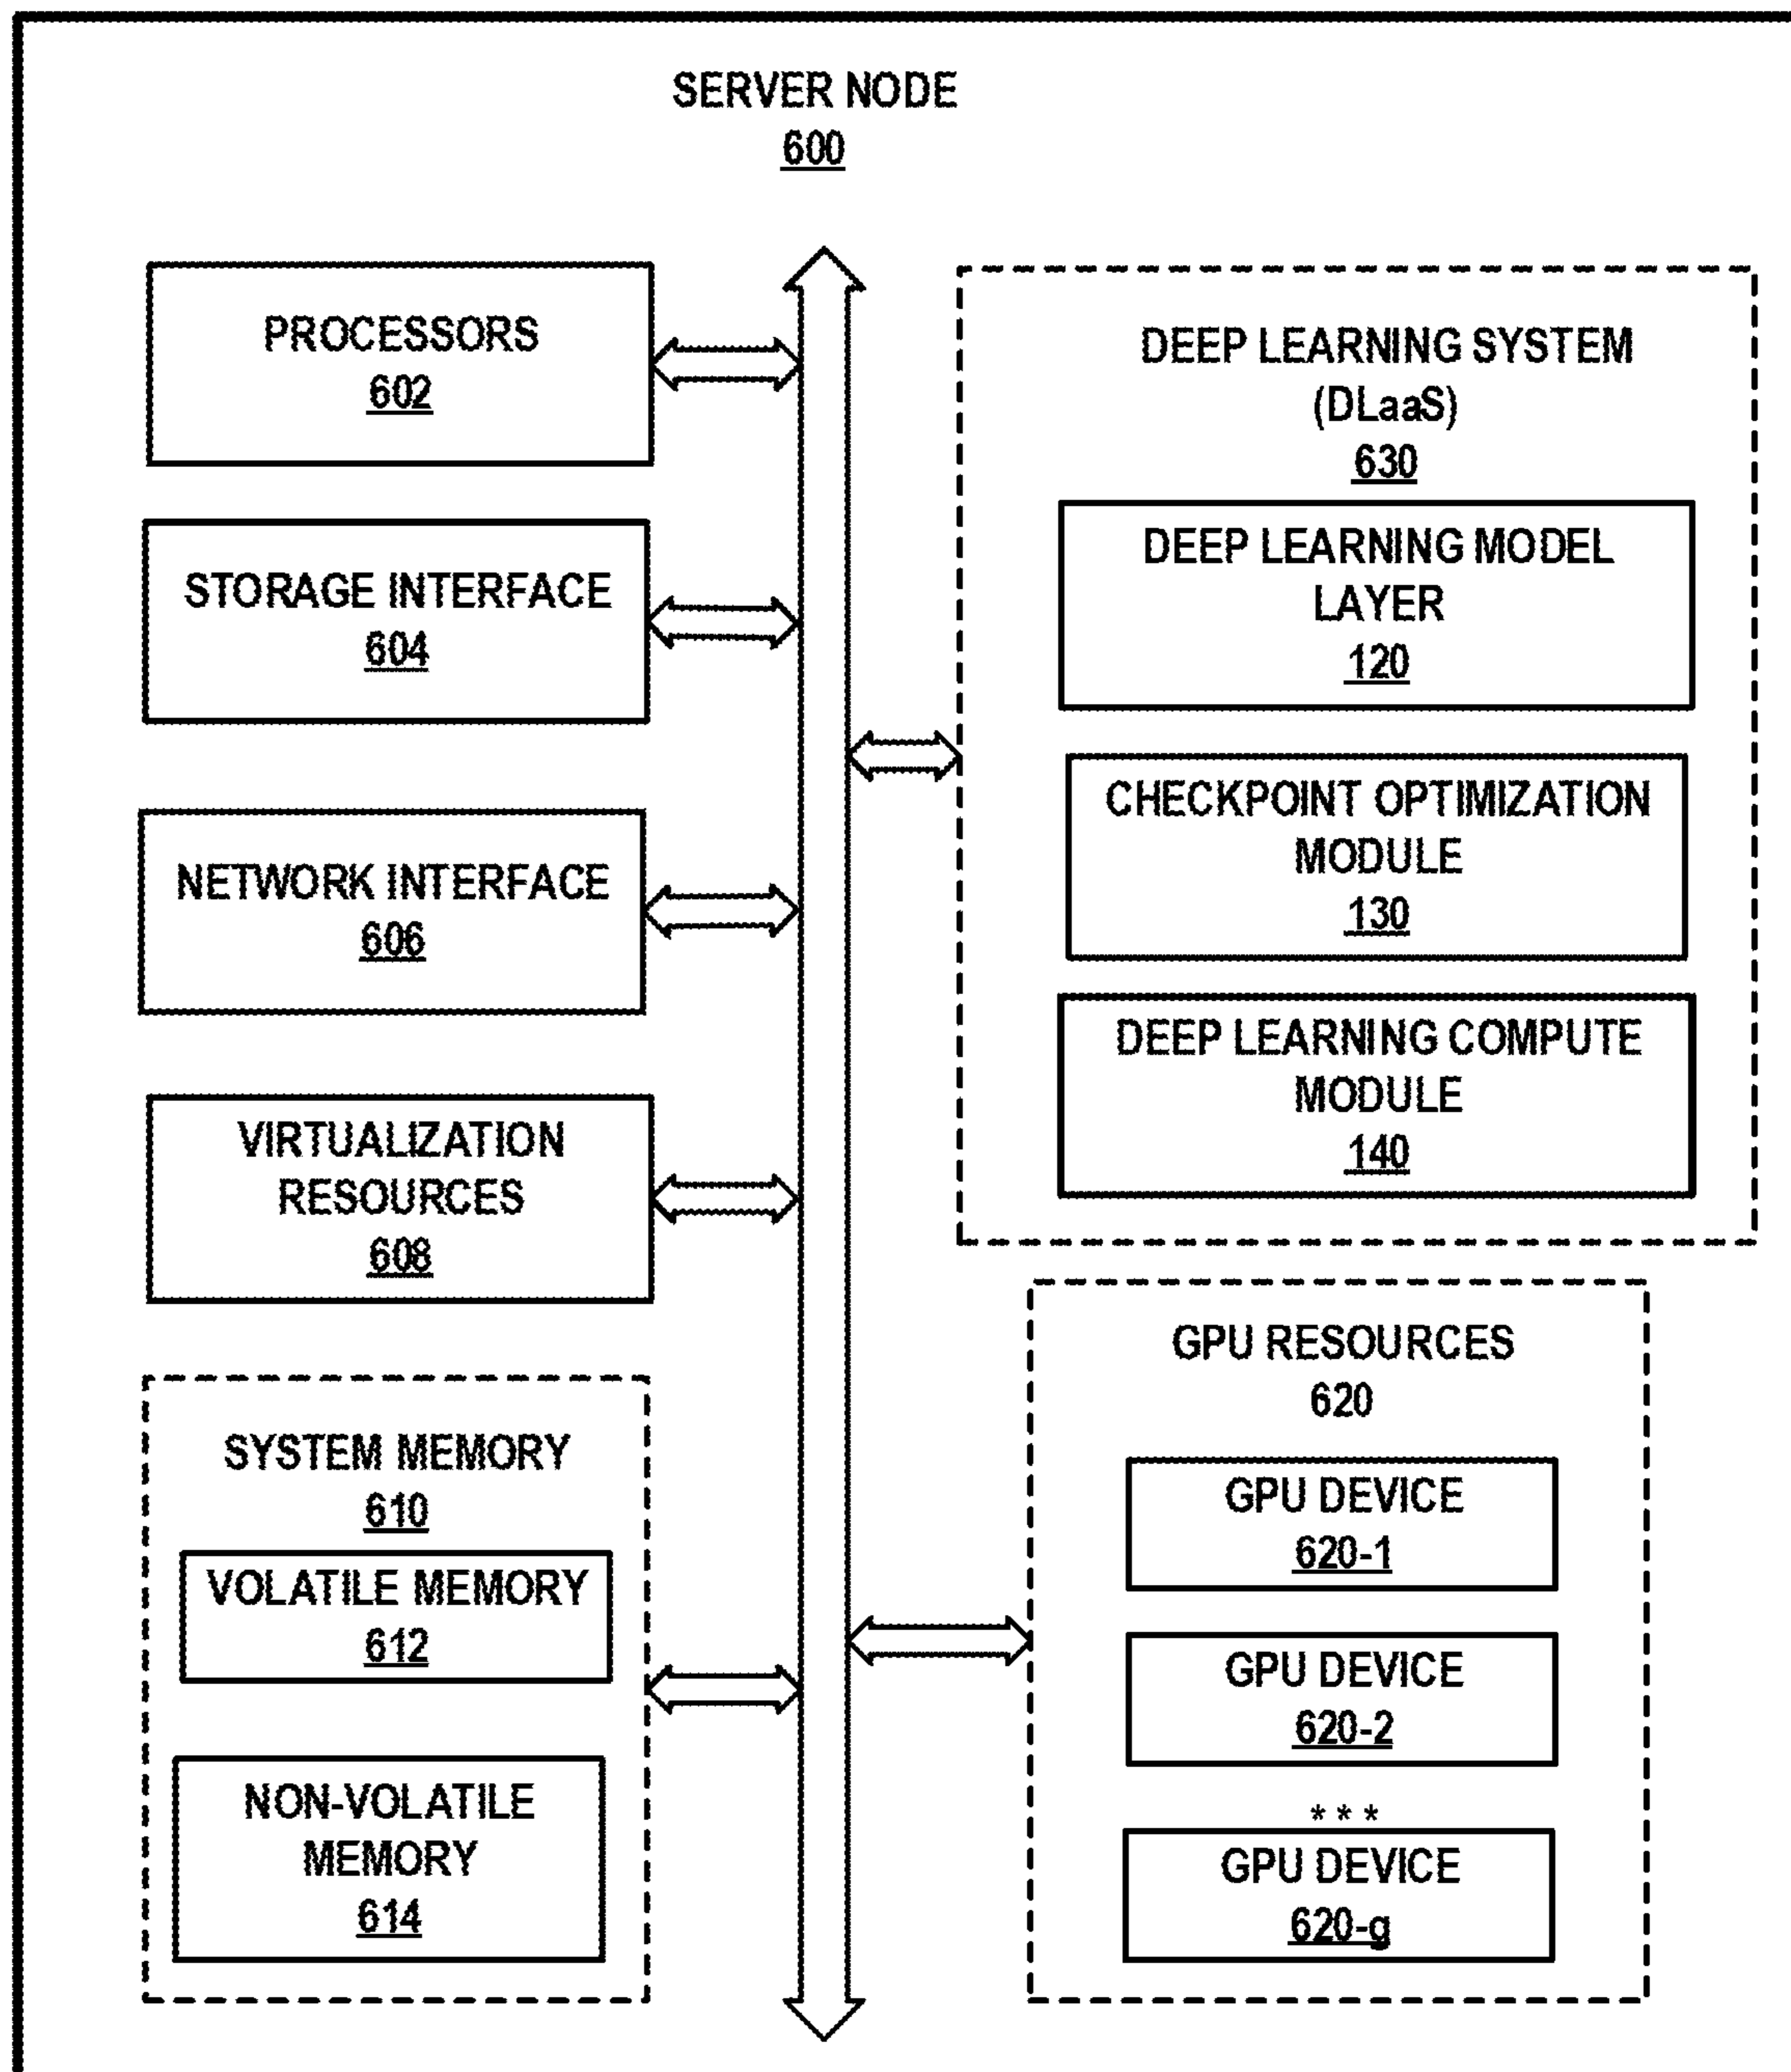 SERVER NODE
600
PROCESSORS
602
STORAGE INTERFACE
604
NETWORK INTERFACE
606
VIRTUALIZATION
RESOURCES
608
SYSTEM MEMORY
610
VOLATILE MEMORY
612
NON-VOLATILE
MEMORY
614
DEEP LEARNING SYSTEM
(DLaaS)
630
DEEP LEARNING MODEL
LAYER
120
CHECKPOINT OPTIMIZATION
MODULE
130
DEEP LEARNING COMPUTE
MODULE
140
GPU RESOURCES
620
GPU DEVICE
620-1
GPU DEVICE
620-2
* * *
GPU DEVICE
620-g